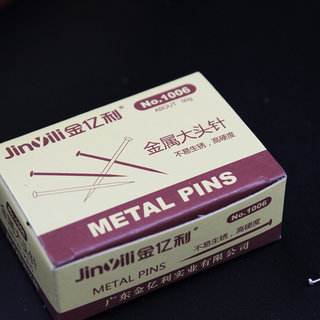 No.1006
ABOUT 50g
Jinyili金亿利®
金属大头针
不易生锈，高硬度
METAL PINS
No.1006
Jinyili金亿利®
不易生锈，高硬度
METAL PINS
广东金亿利实业有限公司